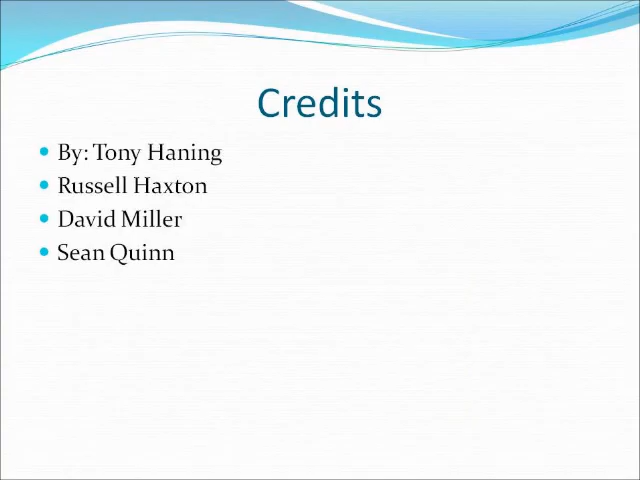 Credits
By: Tony Haning
Russell Haxton
David Miller
Sean Quinn